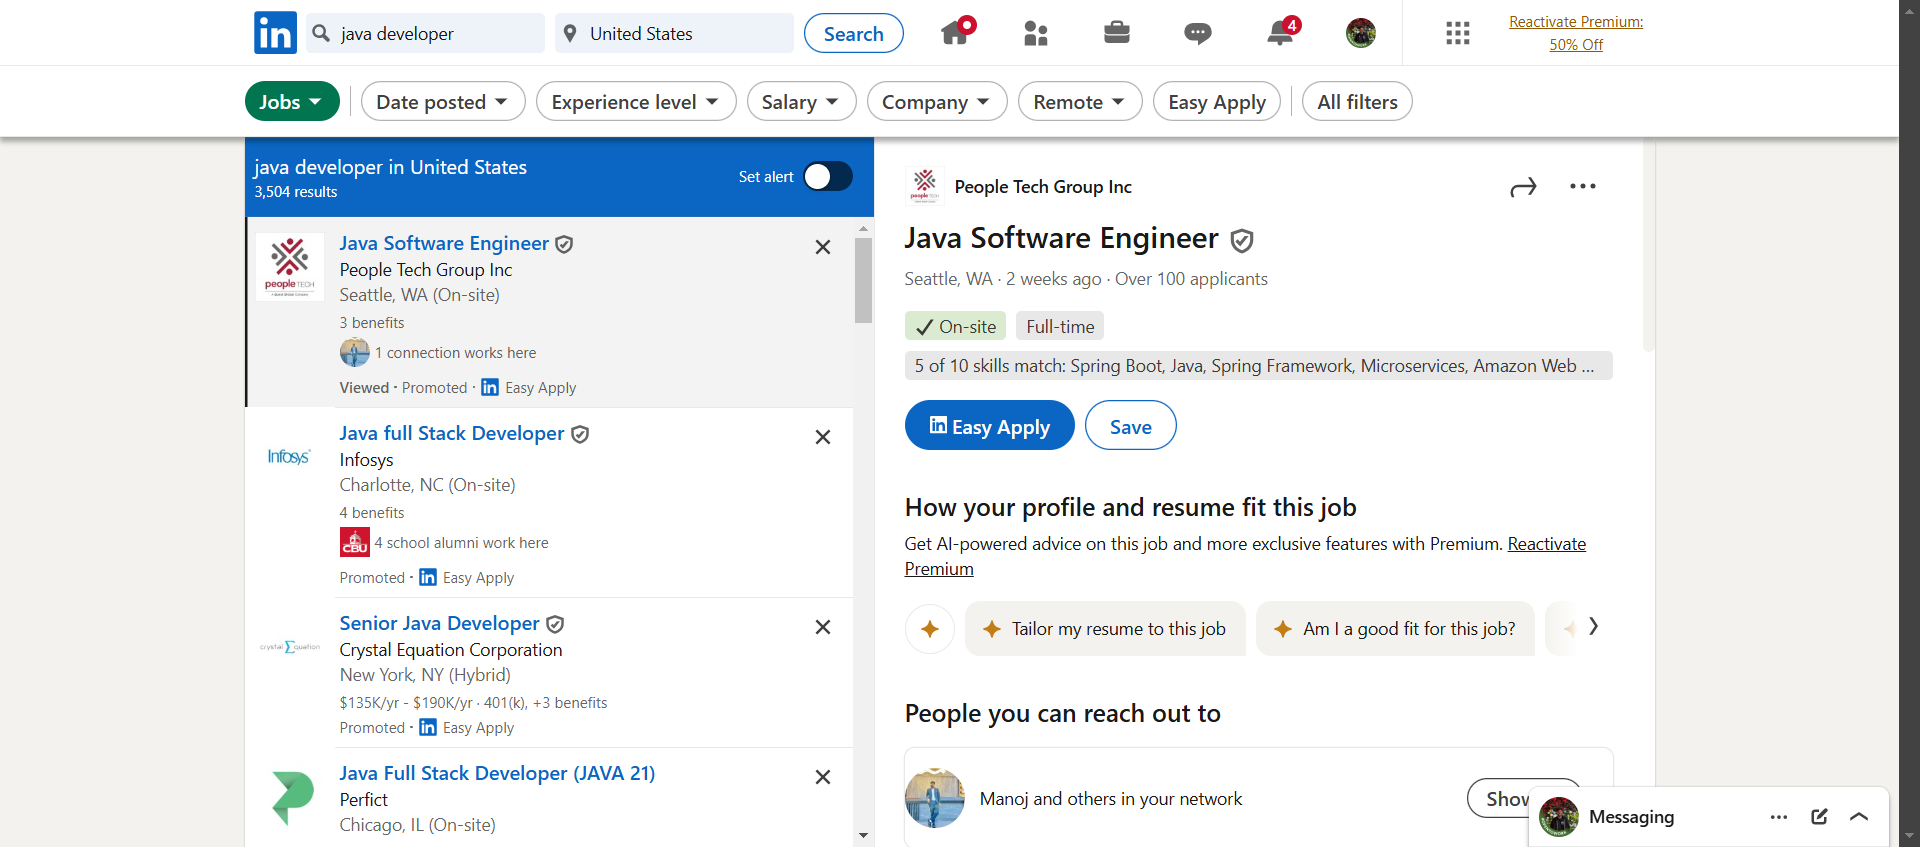 in
java developer
United States
Search
4
Reactivate Premium:
50% Off
Jobs
Date posted
Experience level
Salary
Company
Remote
Easy Apply
All filters
java developer in United States
3,504 results
Set alert
people TECH
Java Software Engineer
People Tech Group Inc
Seattle, WA (On-site)
3 benefits
1 connection works here
Viewed · Promoted · in Easy Apply
Infosys
Java full Stack Developer
Infosys
Charlotte, NC (On-site)
4 benefits
CBU
4 school alumni work here
Promoted · in Easy Apply
crystal Equation
Senior Java Developer
Crystal Equation Corporation
New York, NY (Hybrid)
$135K/yr - $190K/yr · 401(k), +3 benefits
Promoted · in Easy Apply
Java Full Stack Developer (JAVA 21)
Perfict
Chicago, IL (On-site)
people TECH
People Tech Group Inc
Java Software Engineer
Seattle, WA · 2 weeks ago · Over 100 applicants
On-site
Full-time
5 of 10 skills match: Spring Boot, Java, Spring Framework, Microservices, Amazon Web ...
in Easy Apply
Save
How your profile and resume fit this job
Get AI-powered advice on this job and more exclusive features with Premium. Reactivate
Premium
Tailor my resume to this job
Am I a good fit for this job?
People you can reach out to
Manoj and others in your network
Show
Messaging